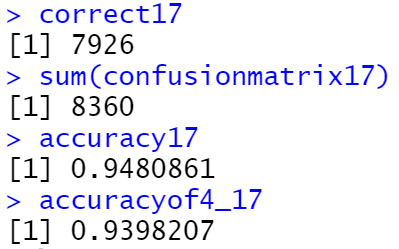 > correct17
[1] 7926
> sum(confusionmatrix17)
[1] 8360
> accuracy17
[1] 0.9480861
> accuracyof4_17
[1] 0.9398207